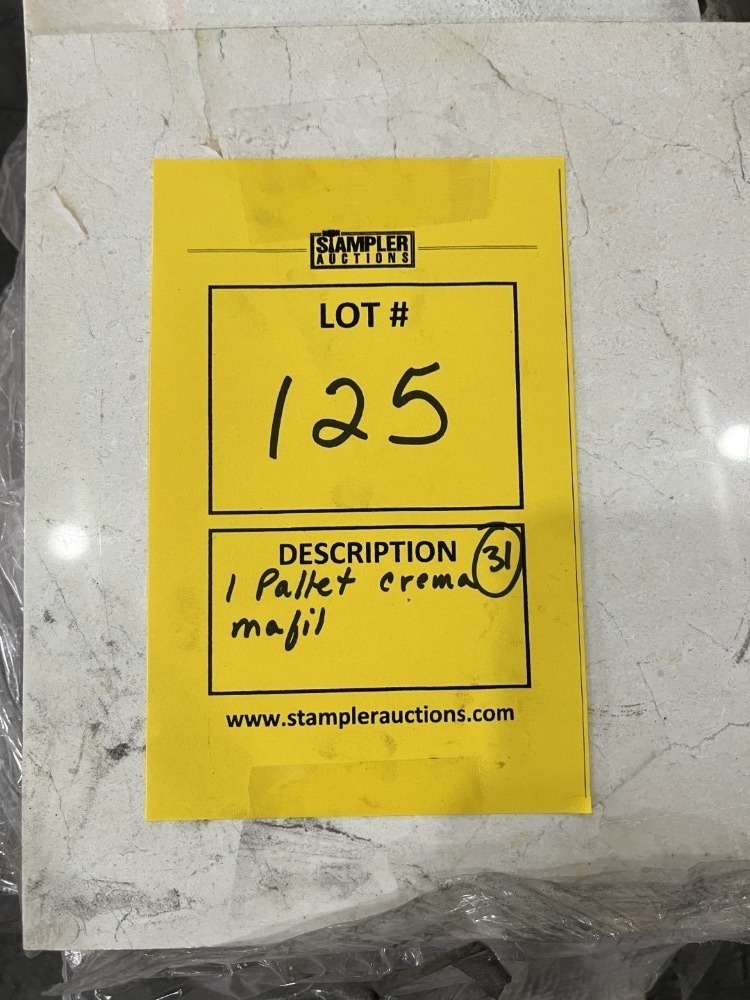 STAMPLER
AUCTIONS
LOT #
125
DESCRIPTION 31
1 Pallet crema
mafil
www.stamplerauctions.com